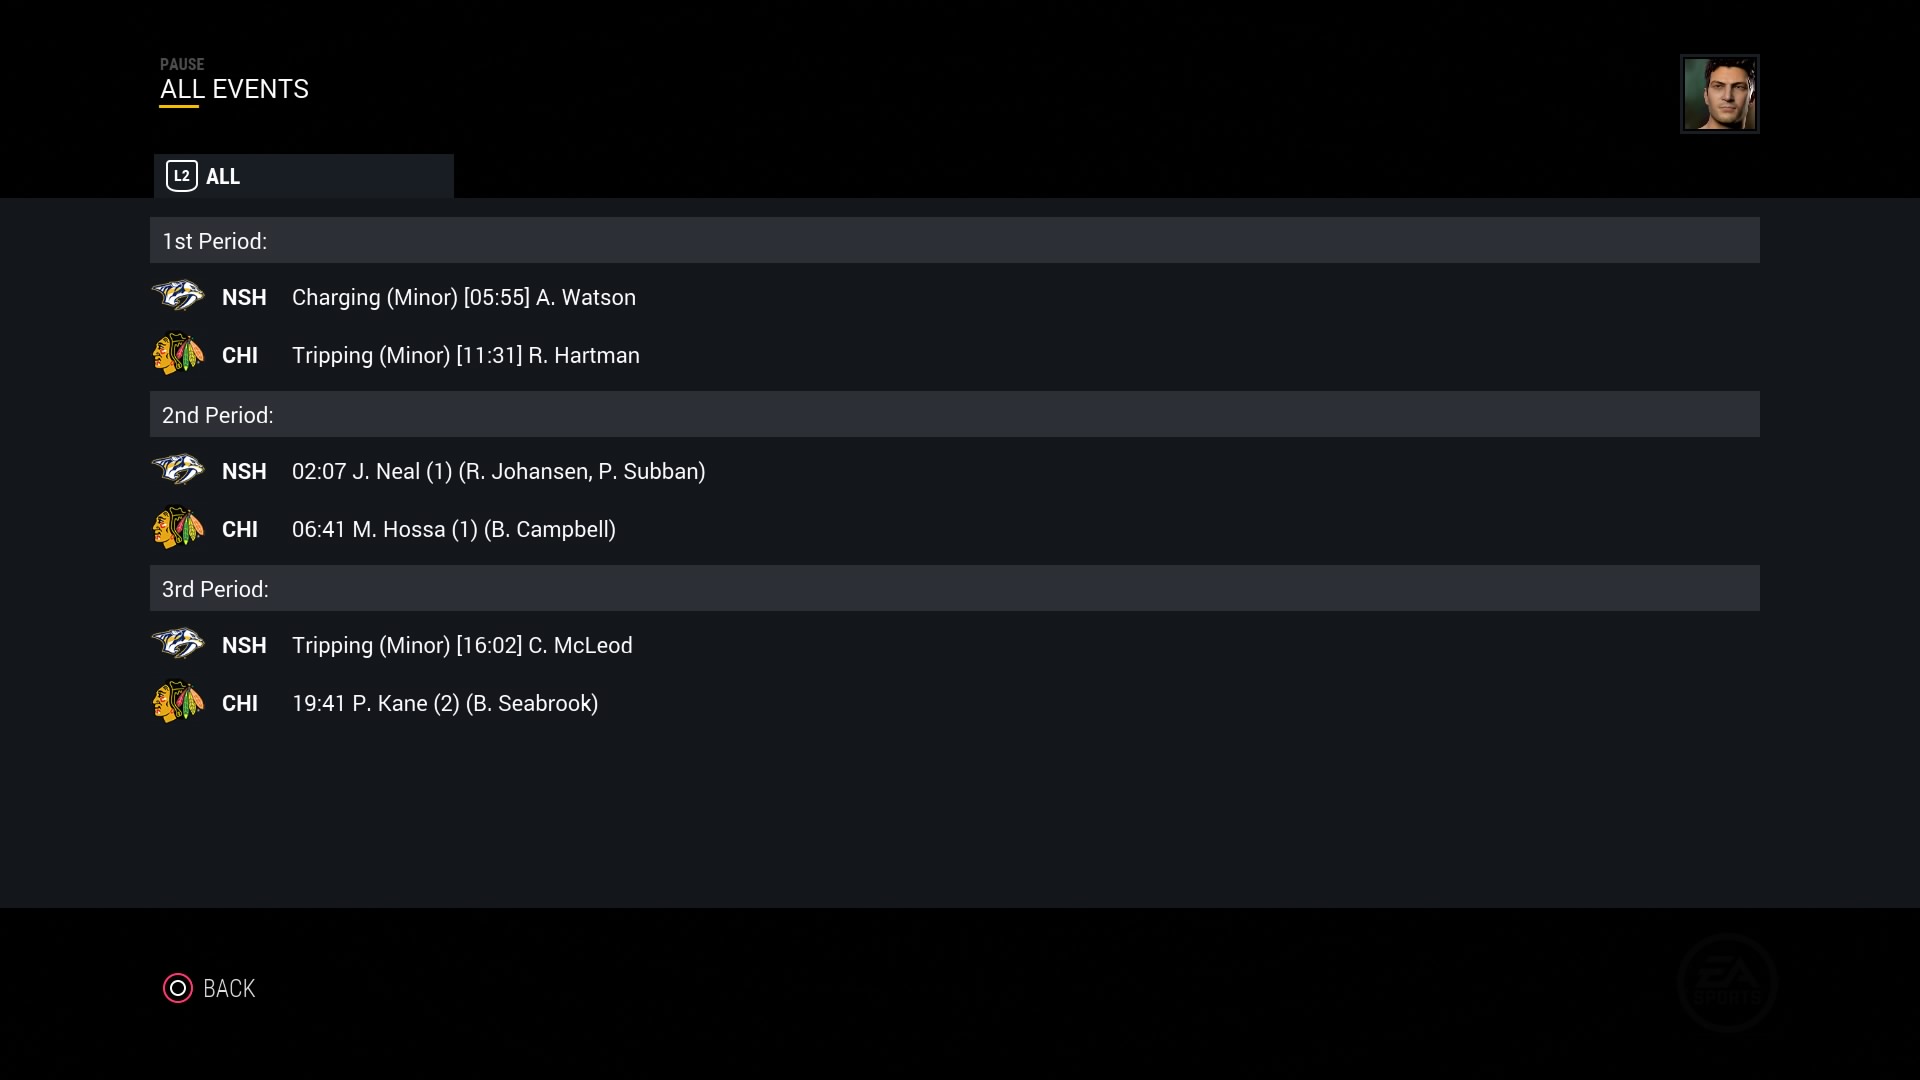 PAUSE
ALL EVENTS
L2 ALL
1st Period:
NSH Charging (Minor) [05:55] A. Watson
CHI Tripping (Minor) [11:31] R. Hartman
2nd Period:
NSH 02:07 J. Neal (1) (R. Johansen, P. Subban)
CHI 06:41 M. Hossa (1) (B. Campbell)
3rd Period:
NSH Tripping (Minor) [16:02] C. McLeod
CHI 19:41 P. Kane (2) (B. Seabrook)
BACK
EA
SPORTS